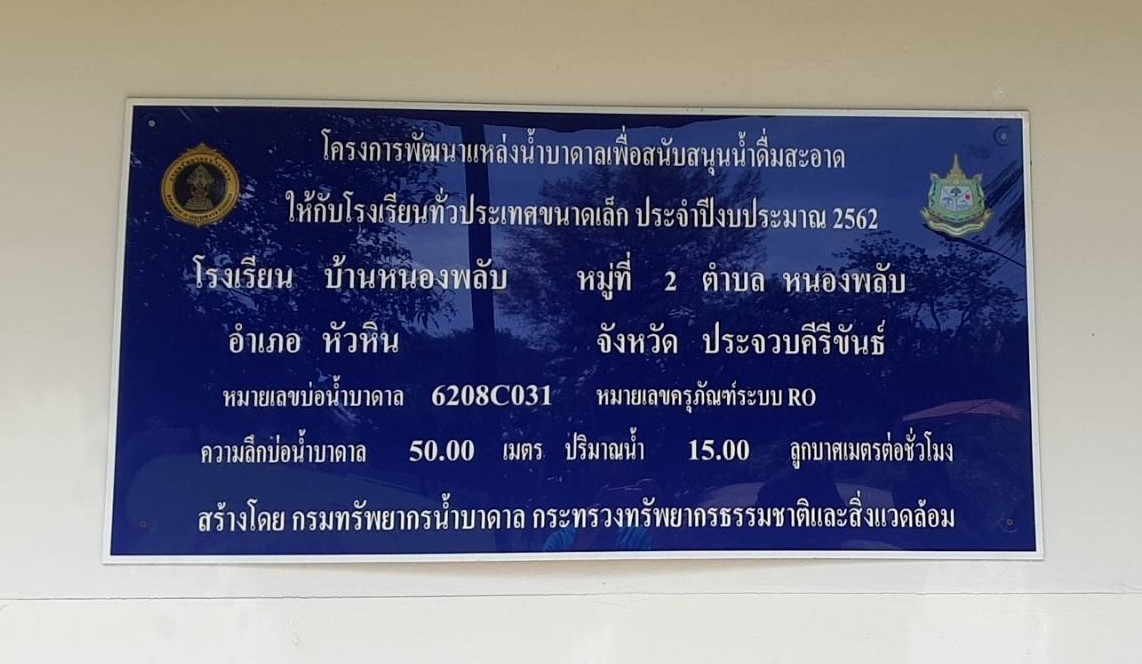 โครงการพัฒนาแหล่งน้ำบาดาลเพื่อสนับสนุนน้ำดื่มสะอาด
ให้กับโรงเรียนทั่วประเทศขนาดเล็ก ประจำปีงบประมาณ 2562
โรงเรียน บ้านหนองพลับ หมู่ที่ 2 ตำบล หนองพลับ
อำเภอ หัวหิน จังหวัด ประจวบคีรีขันธ์
หมายเลขบ่อน้ำบาดาล 6208C031 หมายเลขครุภัณฑ์ระบบ RO
ความลึกบ่อน้ำบาดาล 50.00 เมตร ปริมาณน้ำ 15.00 ลูกบาศเมตรต่อชั่วโมง
สร้างโดย กรมทรัพยากรน้ำบาดาล กระทรวงทรัพยากรธรรมชาติและสิ่งแวดล้อม